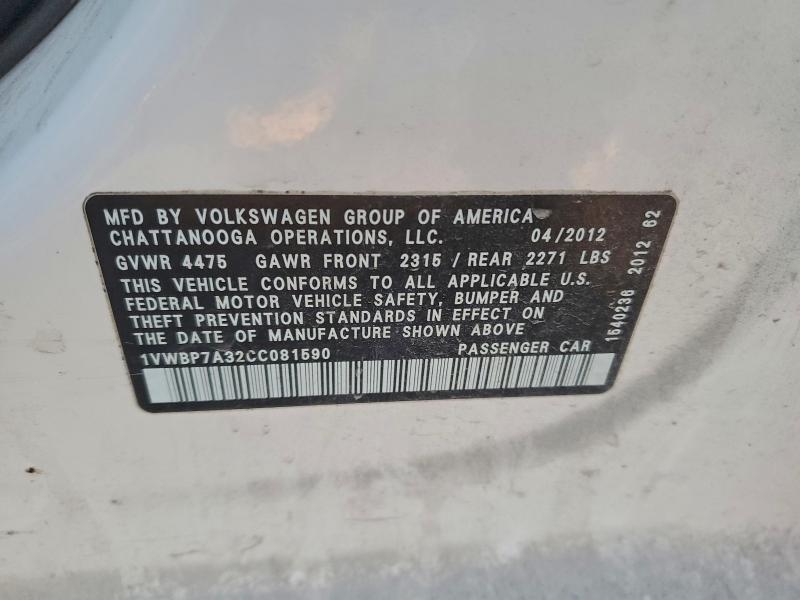 MFD BY VOLKSWAGEN GROUP OF AMERICA
CHATTANOOGA OPERATIONS, LLC. 04/2012
GVWR 4475 GAWR FRONT 2315 / REAR 2271 LBS
THIS VEHICLE CONFORMS TO ALL APPLICABLE U.S.
FEDERAL MOTOR VEHICLE SAFETY, BUMPER AND
THEFT PREVENTION STANDARDS IN EFFECT ON
THE DATE OF MANUFACTURE SHOWN ABOVE
1VWBP7A32CC081590 PASSENGER CAR
1640236 2012 62